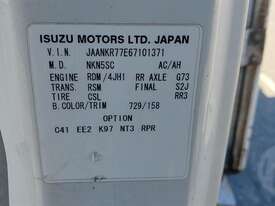 ISUZU MOTORS LTD. JAPAN
V.I.N. JAANKR77E67101371
M.D. NKN5SC AC/AH
ENGINE RDM/4JH1 RR AXLE G73
TRANS. RSM FINAL S2J
TIRE CSL RR3
B.COLOR/TRIM 729/158
OPTION
C41 EE2 K97 NT3 RPR